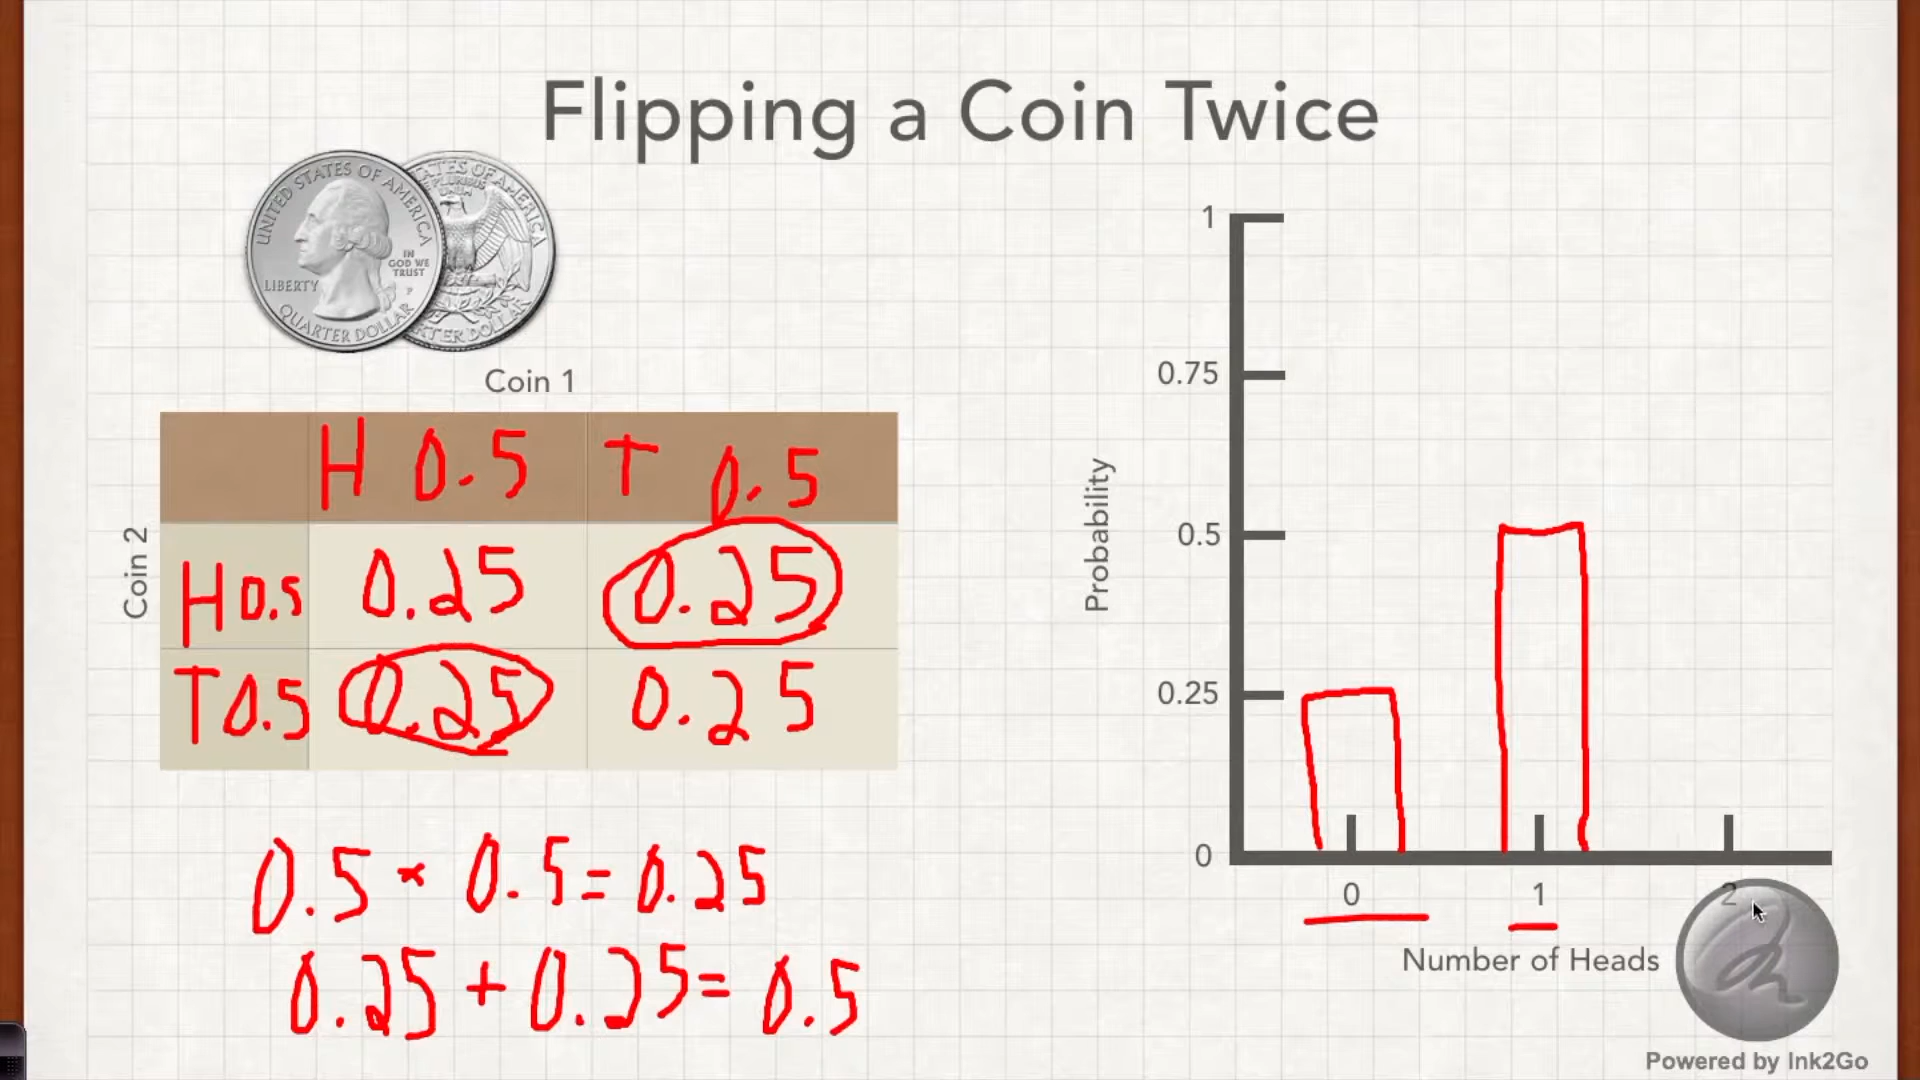 Flipping a Coin Twice
UNITED STATES OF AMERICA
LIBERTY
IN
GOD WE
TRUST
P
QUARTER DOLLAR
E PLURIBUS
UNUM
Coin 1
H 0.5 T 0.5
Coin 2
H 0.5 0.25 0.25
T 0.5 0.25 0.25
0.5 × 0.5 = 0.25
0.25 + 0.25 = 0.5
Probability
1
0.75
0.5
0.25
0
0 1 2
Number of Heads
Powered by Ink2Go